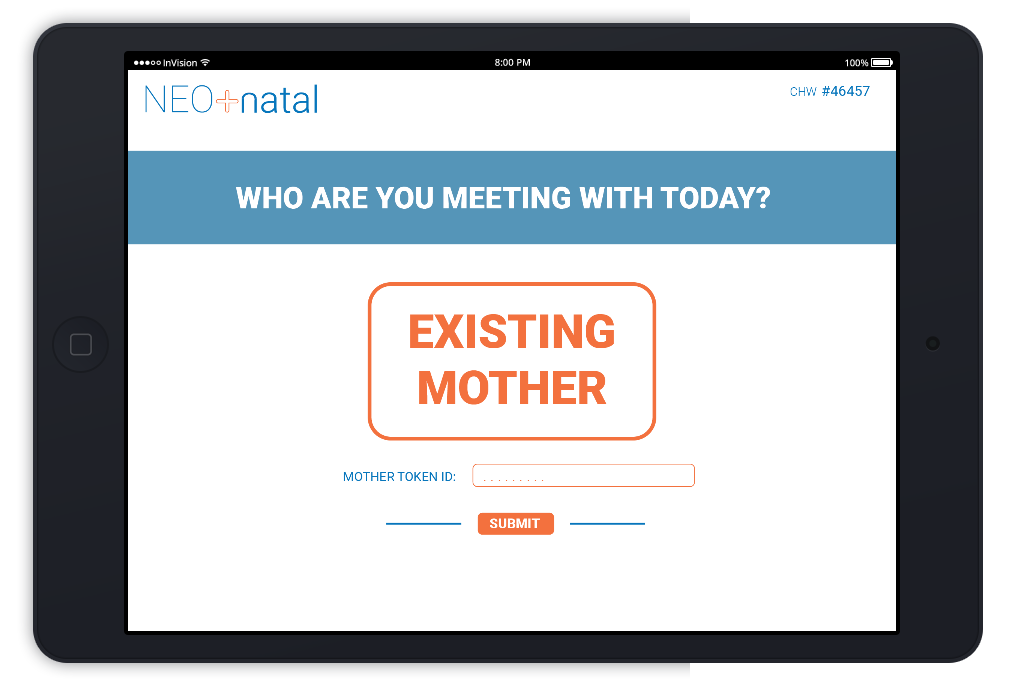 InVision
8:00 PM
100%
NEO+natal
CHW #46457
WHO ARE YOU MEETING WITH TODAY?
EXISTING
MOTHER
MOTHER TOKEN ID: . . . . . . . . .
SUBMIT